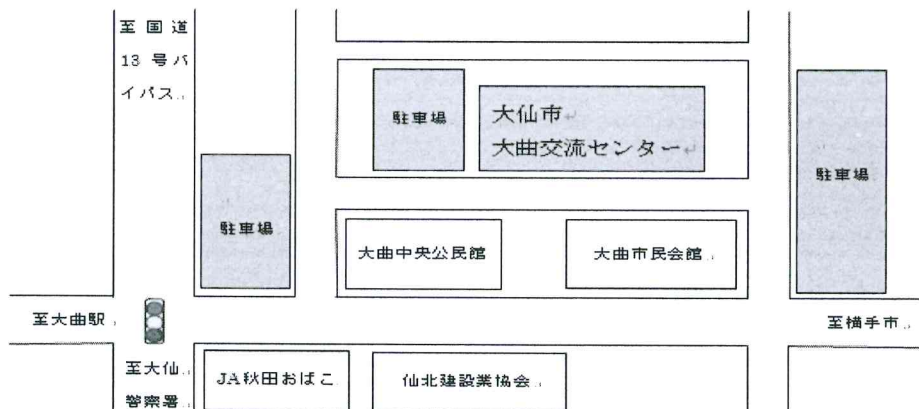 至国道
13 号バ
イパス
駐車場
大仙市
大曲交流センター
駐車場
駐車場
大曲中央公民館
大曲市民会館
至大曲駅
至横手市
至大仙
警察署
JA秋田おばこ
仙北建設業協会